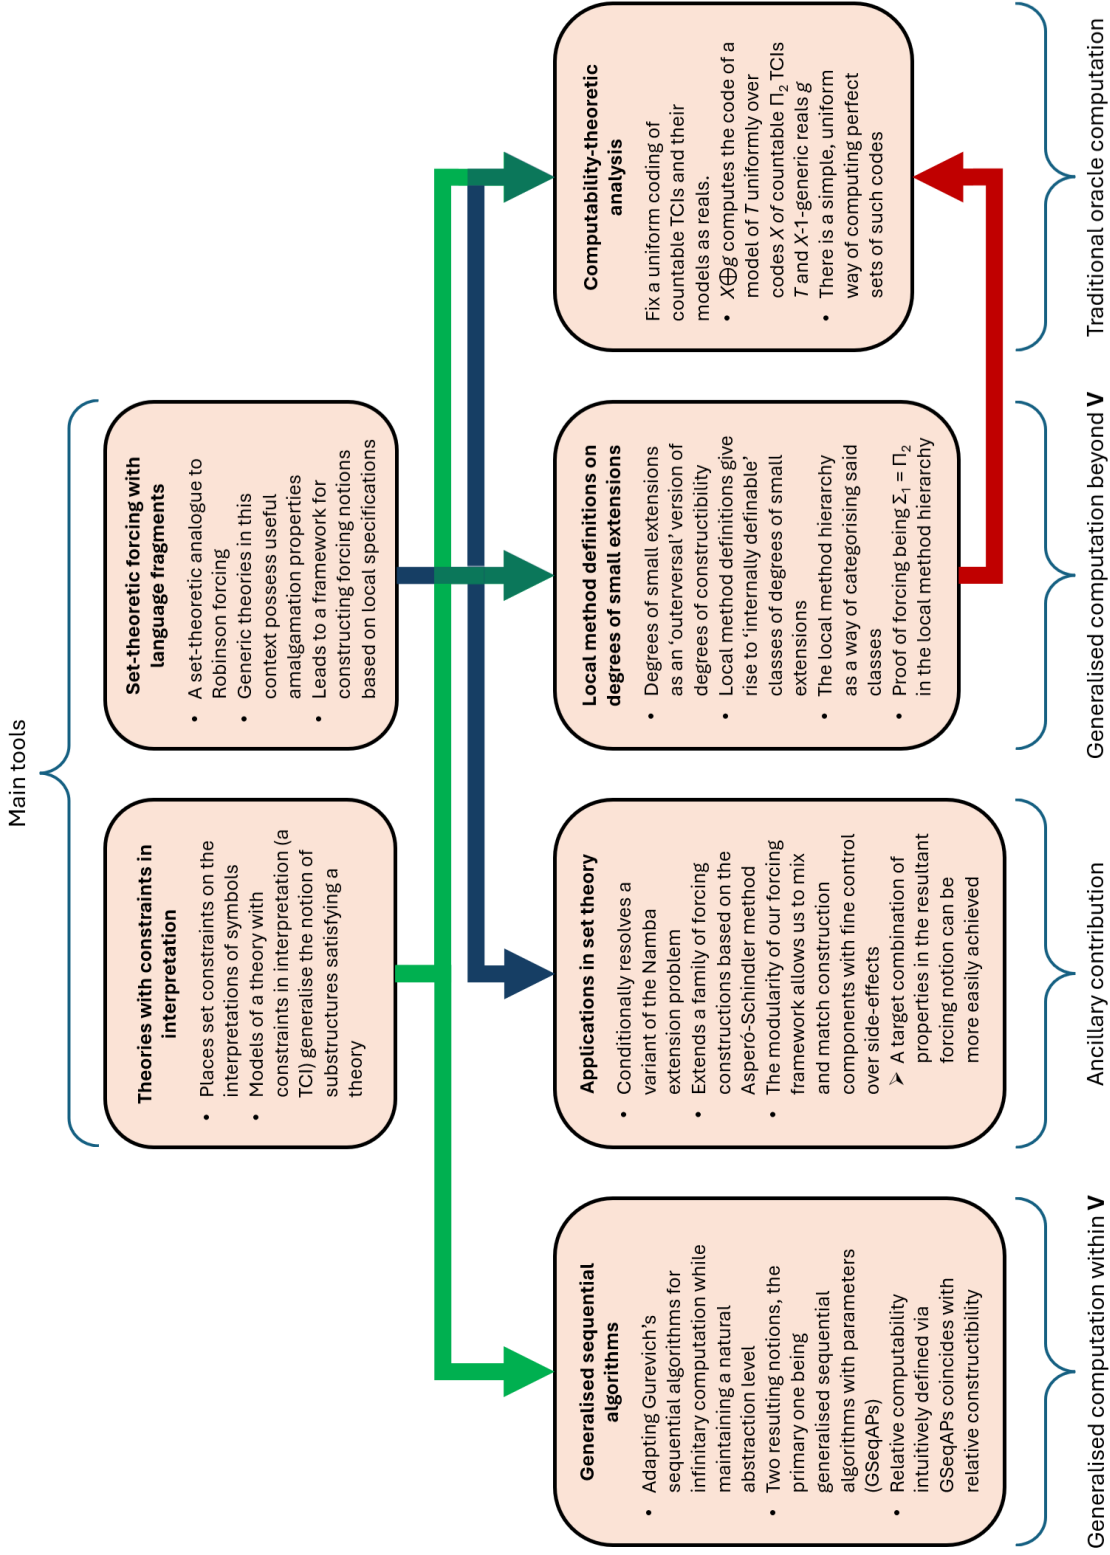 Main tools
Theories with constraints in
interpretation
• Places set constraints on the
interpretations of symbols
• Models of a theory with
constraints in interpretation (a
TCI) generalise the notion of
substructures satisfying a
theory
Set-theoretic forcing with
language fragments
• A set-theoretic analogue to
Robinson forcing
• Generic theories in this
context possess useful
amalgamation properties
• Leads to a framework for
constructing forcing notions
based on local specifications
Generalised sequential
algorithms
• Adapting Gurevich's
sequential algorithms for
infinitary computation while
maintaining a natural
abstraction level
• Two resulting notions, the
primary one being
generalised sequential
algorithms with parameters
(GSeqAPs)
• Relative computability
intuitively defined via
GSeqAPs coincides with
relative constructibility
Applications in set theory
• Conditionally resolves a
variant of the Namba
extension problem
• Extends a family of forcing
constructions based on the
Asperó-Schindler method
• The modularity of our forcing
framework allows us to mix
and match construction
components with fine control
over side-effects
➢ A target combination of
properties in the resultant
forcing notion can be
more easily achieved
Local method definitions on
degrees of small extensions
• Degrees of small extensions
as an 'outerversal' version of
degrees of constructibility
• Local method definitions give
rise to 'internally definable'
classes of degrees of small
extensions
• The local method hierarchy
as a way of categorising said
classes
• Proof of forcing being Σ₁ = Π₂
in the local method hierarchy
Computability-theoretic
analysis
Fix a uniform coding of
countable TCIs and their
models as reals.
• X⨁g computes the code of a
model of T uniformly over
codes X of countable Π₂ TCIs
T and X-1-generic reals g
• There is a simple, uniform
way of computing perfect
sets of such codes
Generalised computation within V
Ancillary contribution
Generalised computation beyond V
Traditional oracle computation